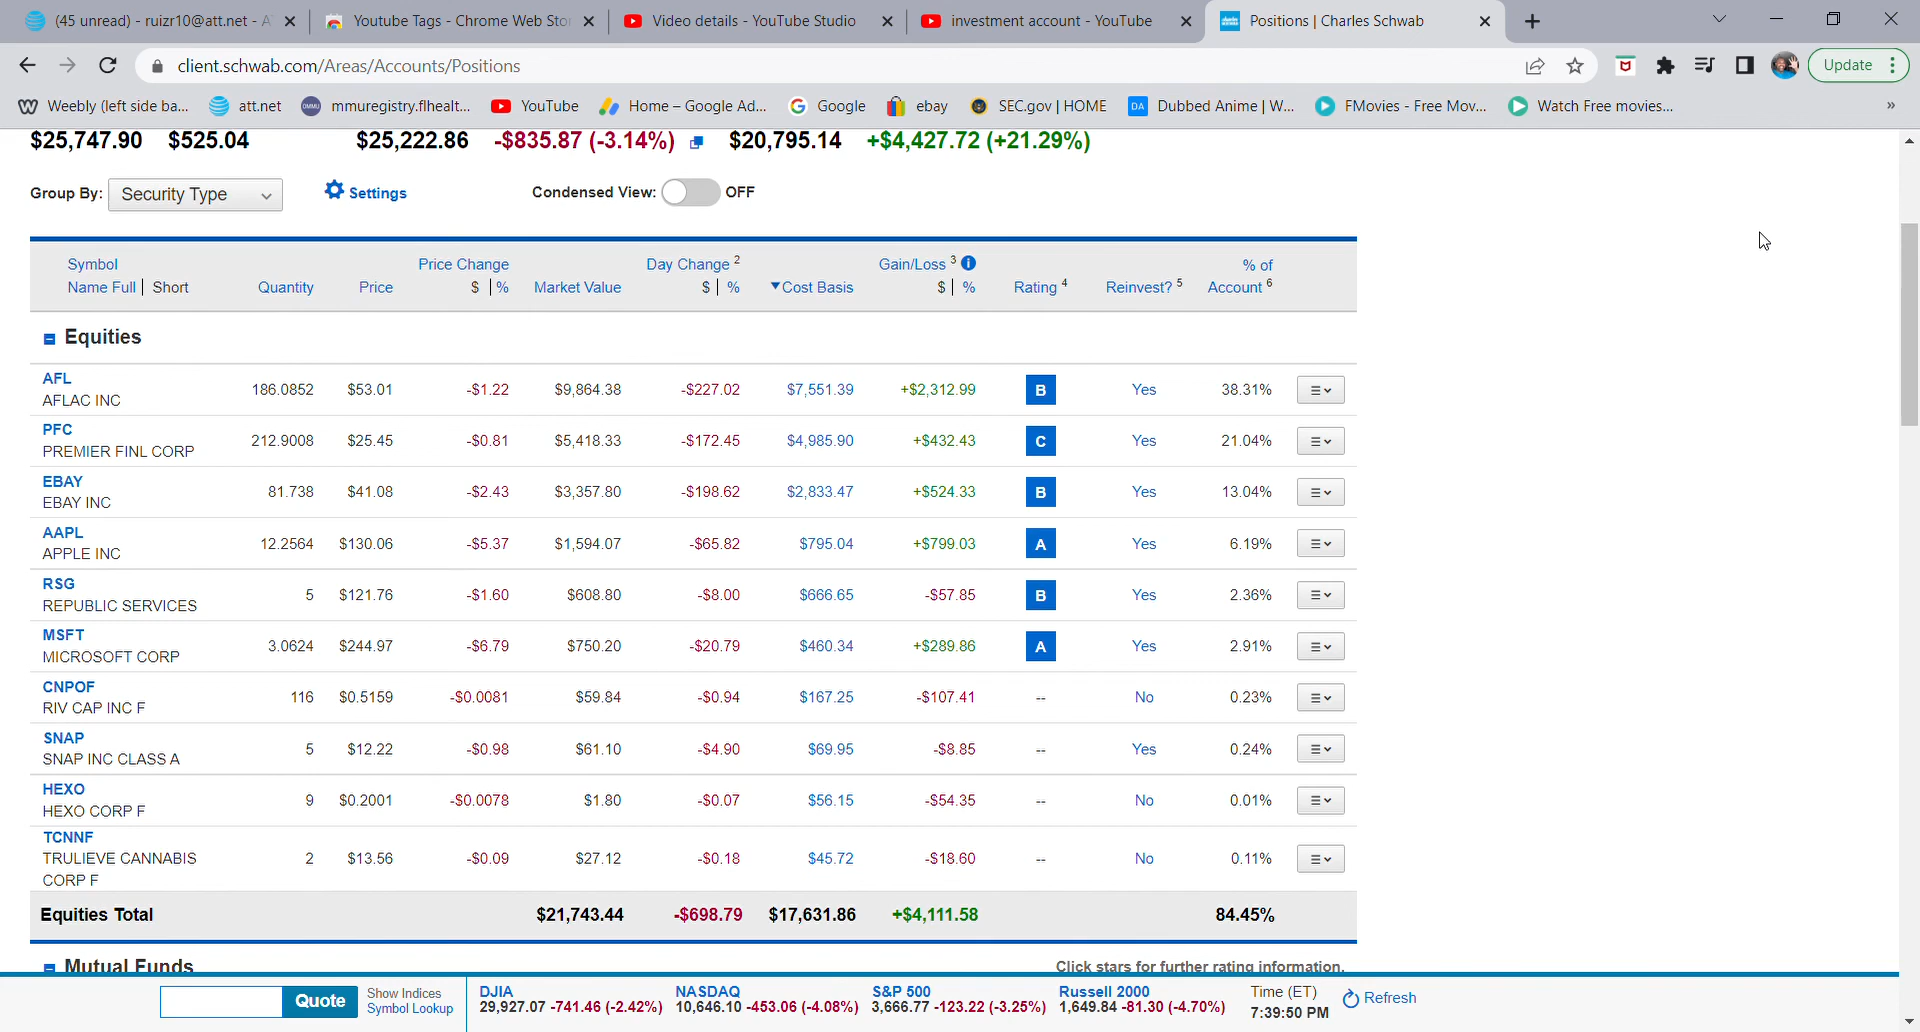 (45 unread) - ruizr10@att.net - A
Youtube Tags - Chrome Web Sto
Video details - YouTube Studio
investment account - YouTube
Positions | Charles Schwab
client.schwab.com/Areas/Accounts/Positions
Update
Weebly (left side ba...
att.net
mmuregistry.flhealt...
YouTube
Home – Google Ad...
Google
ebay
SEC.gov | HOME
DA Dubbed Anime | W...
FMovies - Free Mov...
Watch Free movies...
»
$25,747.90 $525.04 $25,222.86 -$835.87 (-3.14%) $20,795.14 +$4,427.72 (+21.29%)
Group By: Security Type Settings Condensed View: OFF
Symbol Price Change Day Change 2 Gain/Loss 3 i % of
Name Full | Short Quantity Price $ | % Market Value $ | % ▼Cost Basis $ | % Rating 4 Reinvest? 5 Account 6
Equities
AFL
AFLAC INC 186.0852 $53.01 -$1.22 $9,864.38 -$227.02 $7,551.39 +$2,312.99 B Yes 38.31%
PFC
PREMIER FINL CORP 212.9008 $25.45 -$0.81 $5,418.33 -$172.45 $4,985.90 +$432.43 C Yes 21.04%
EBAY
EBAY INC 81.738 $41.08 -$2.43 $3,357.80 -$198.62 $2,833.47 +$524.33 B Yes 13.04%
AAPL
APPLE INC 12.2564 $130.06 -$5.37 $1,594.07 -$65.82 $795.04 +$799.03 A Yes 6.19%
RSG
REPUBLIC SERVICES 5 $121.76 -$1.60 $608.80 -$8.00 $666.65 -$57.85 B Yes 2.36%
MSFT
MICROSOFT CORP 3.0624 $244.97 -$6.79 $750.20 -$20.79 $460.34 +$289.86 A Yes 2.91%
CNPOF
RIV CAP INC F 116 $0.5159 -$0.0081 $59.84 -$0.94 $167.25 -$107.41 -- No 0.23%
SNAP
SNAP INC CLASS A 5 $12.22 -$0.98 $61.10 -$4.90 $69.95 -$8.85 -- Yes 0.24%
HEXO
HEXO CORP F 9 $0.2001 -$0.0078 $1.80 -$0.07 $56.15 -$54.35 -- No 0.01%
TCNNF
TRULIEVE CANNABIS 2 $13.56 -$0.09 $27.12 -$0.18 $45.72 -$18.60 -- No 0.11%
CORP F
Equities Total $21,743.44 -$698.79 $17,631.86 +$4,111.58 84.45%
Mutual Funds Click stars for further rating information.
Quote
Show Indices
Symbol Lookup
DJIA
29,927.07 -741.46 (-2.42%)
NASDAQ
10,646.10 -453.06 (-4.08%)
S&P 500
3,666.77 -123.22 (-3.25%)
Russell 2000
1,649.84 -81.30 (-4.70%)
Time (ET)
7:39:50 PM
Refresh